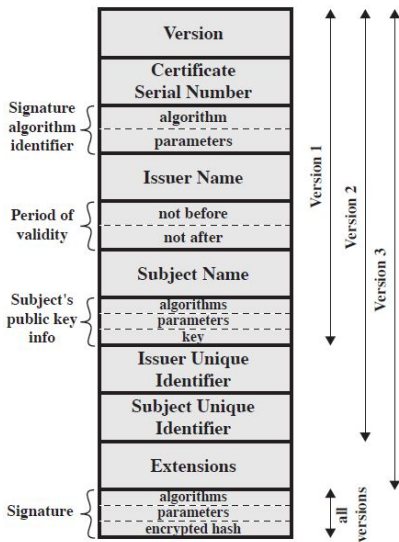 Version
Certificate
Serial Number
Signature
algorithm
identifier
algorithm
parameters
Issuer Name
Period of
validity
not before
not after
Subject Name
Subject's
public key
info
algorithms
parameters
key
Issuer Unique
Identifier
Subject Unique
Identifier
Extensions
Signature
algorithms
parameters
encrypted hash
Version 1
Version 2
Version 3
all
versions